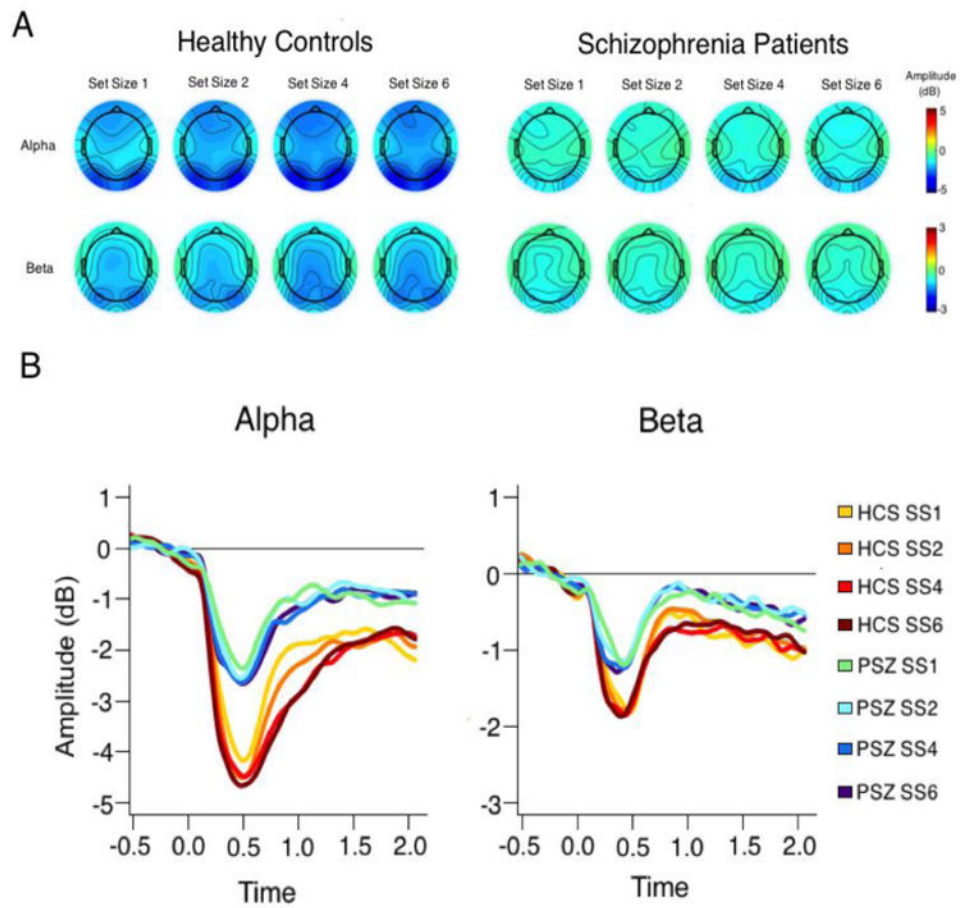 A
Healthy Controls
Schizophrenia Patients
Set Size 1 Set Size 2 Set Size 4 Set Size 6 Set Size 1 Set Size 2 Set Size 4 Set Size 6
Amplitude
(dB)
Alpha
5
0
-5
Beta
3
0
-3
B
Alpha
Beta
Amplitude (dB)
1
0
-1
-2
-3
-4
-5
-0.5 0.0 0.5 1.0 1.5 2.0
Time
1
0
-1
-2
-3
-0.5 0.0 0.5 1.0 1.5 2.0
Time
HCS SS1
HCS SS2
HCS SS4
HCS SS6
PSZ SS1
PSZ SS2
PSZ SS4
PSZ SS6